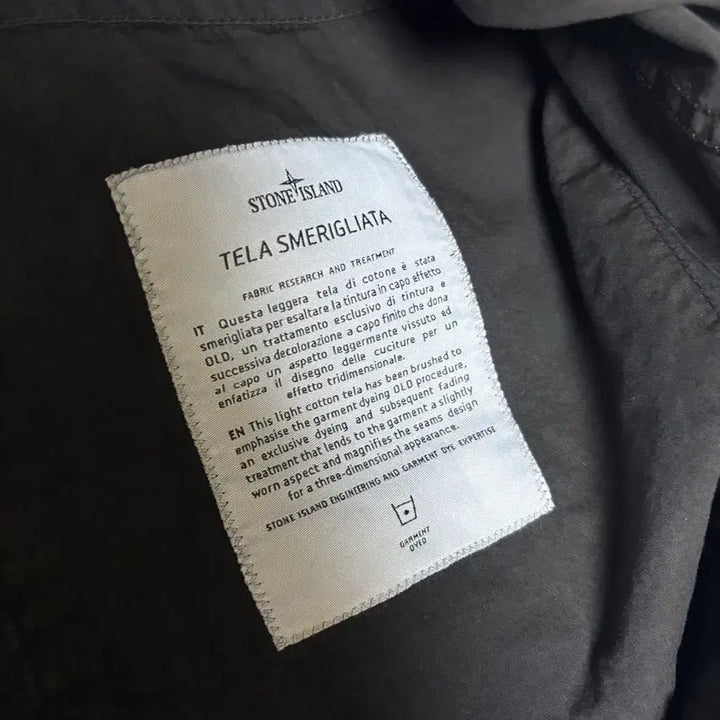 STONE ISLAND
TELA SMERIGLIATA
FABRIC RESEARCH AND TREATMENT
IT Questa leggera tela di cotone è stata
smerigliata per esaltare la tintura in capo effetto
OLD, un trattamento esclusivo di tintura e
successiva decolorazione a capo finito che dona
al capo un aspetto leggermente vissuto ed
enfatizza il disegno delle cuciture per un
effetto tridimensionale.
EN This light cotton tela has been brushed to
emphasise the garment dyeing OLD procedure,
an exclusive dyeing and subsequent fading
treatment that lends to the garment a slightly
worn aspect and magnifies the seams design
for a three-dimensional appearance.
STONE ISLAND ENGINEERING AND GARMENT DYE EXPERTISE
GARMENT
DYED